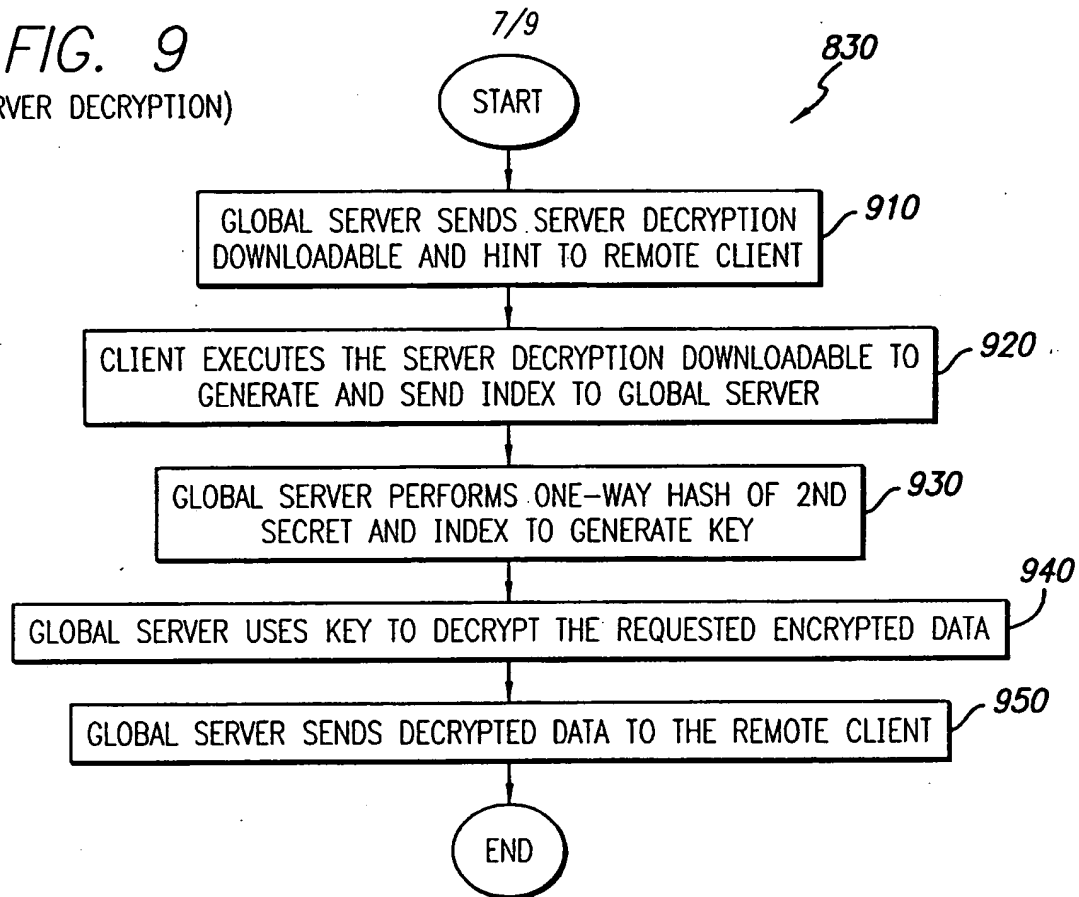 7/9
FIG. 9
RVER DECRYPTION)
830
START
GLOBAL SERVER SENDS SERVER DECRYPTION
DOWNLOADABLE AND HINT TO REMOTE CLIENT
910
CLIENT EXECUTES THE SERVER DECRYPTION DOWNLOADABLE TO
GENERATE AND SEND INDEX TO GLOBAL SERVER
920
GLOBAL SERVER PERFORMS ONE-WAY HASH OF 2ND
SECRET AND INDEX TO GENERATE KEY
930
GLOBAL SERVER USES KEY TO DECRYPT THE REQUESTED ENCRYPTED DATA
940
GLOBAL SERVER SENDS DECRYPTED DATA TO THE REMOTE CLIENT
950
END